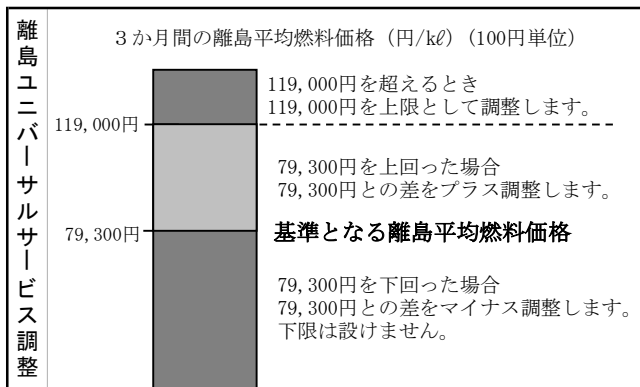 離島ユニバーサルサービス調整
3か月間の離島平均燃料価格（円/kℓ）（100円単位）
119,000円を超えるとき
119,000円を上限として調整します。
119,000円
79,300円を上回った場合
79,300円との差をプラス調整します。
79,300円
基準となる離島平均燃料価格
79,300円を下回った場合
79,300円との差をマイナス調整します。
下限は設けません。